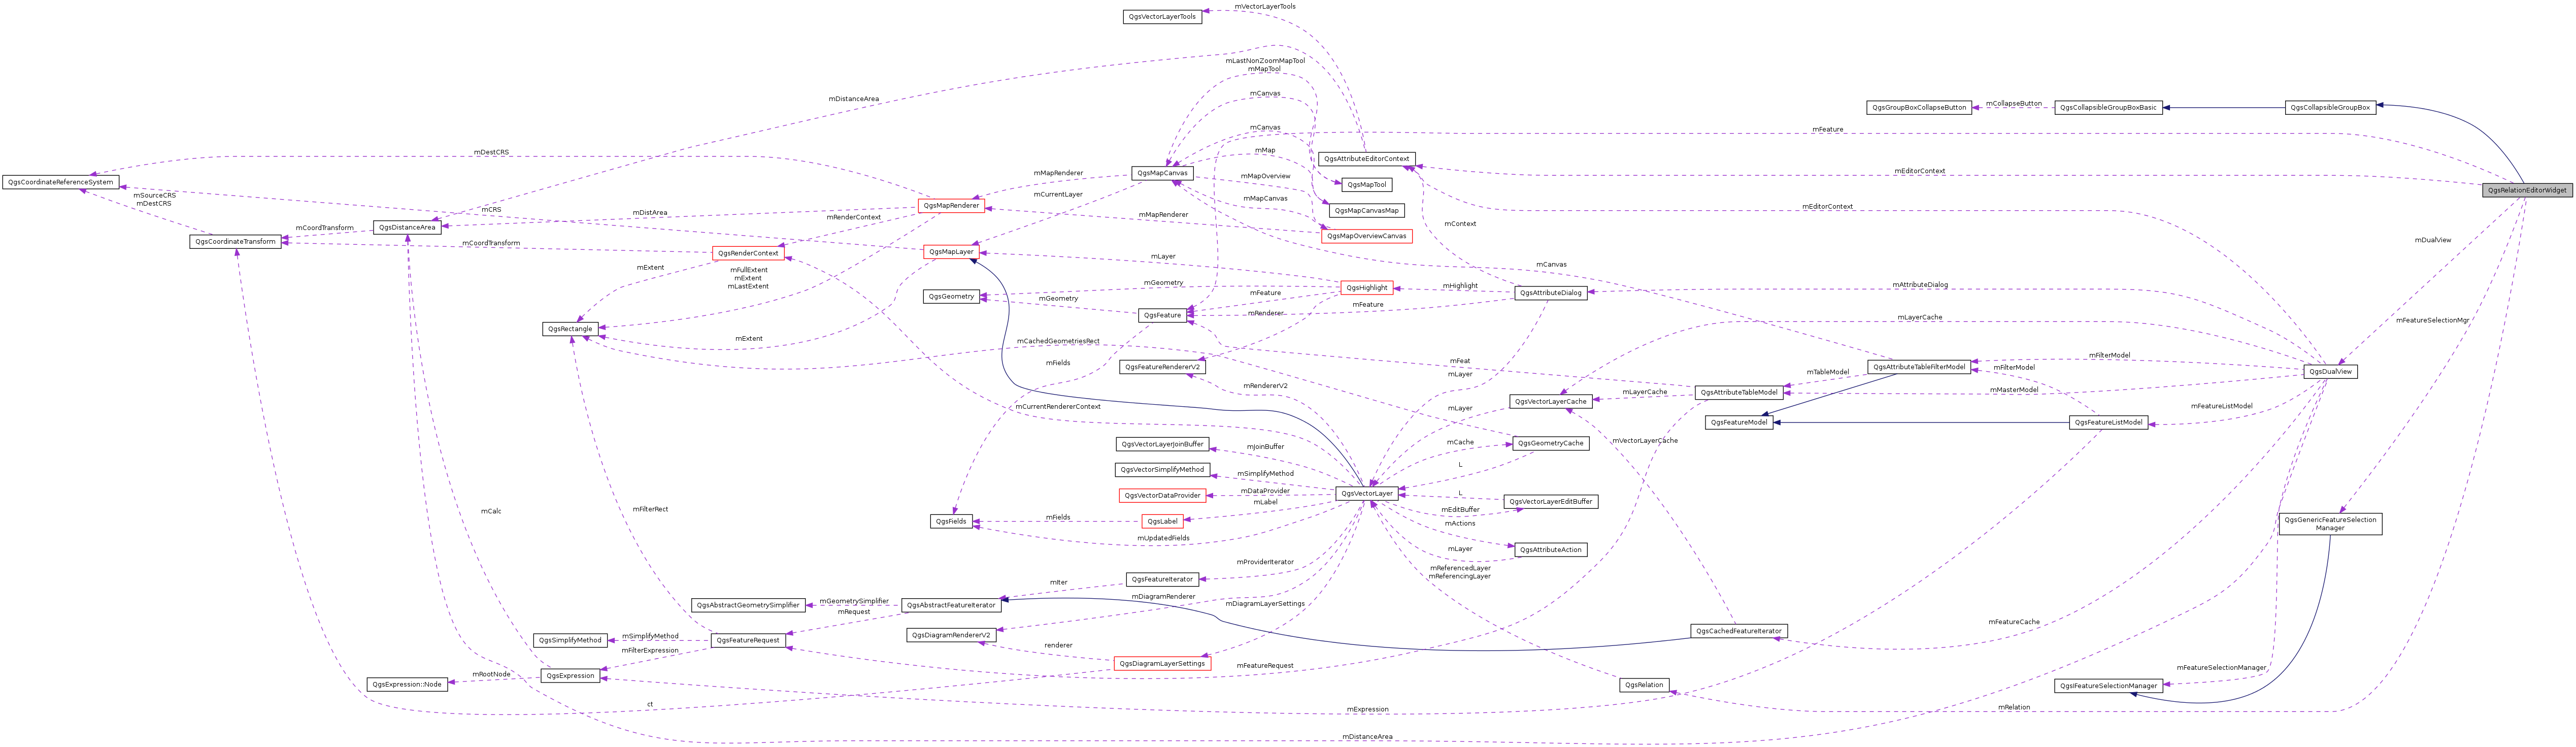 mVectorLayerTools
QgsVectorLayerTools
mLastNonZoomMapTool
mMapTool
mDistanceArea
mCanvas
mCollapseButton
QgsGroupBoxCollapseButton
QgsCollapsibleGroupBoxBasic
QgsCollapsibleGroupBox
mCanvas
mFeature
mDestCRS
mMap
QgsAttributeEditorContext
QgsMapCanvas
mMapRenderer
mEditorContext
mMapOverview
QgsCoordinateReferenceSystem
QgsMapTool
QgsRelationEditorWidget
mSourceCRS
mDestCRS
mCurrentLayer
mMapCanvas
mCRS
QgsMapRenderer
mEditorContext
QgsMapCanvasMap
mDistArea
mRenderContext
mMapRenderer
mCoordTransform
QgsDistanceArea
mContext
QgsMapOverviewCanvas
QgsCoordinateTransform
mCoordTransform
mDualView
QgsRenderContext
QgsMapLayer
mLayer
mExtent
mFullExtent
mExtent
mLastExtent
mCanvas
mGeometry
mHighlight
QgsHighlight
mAttributeDialog
QgsGeometry
mGeometry
mFeature
QgsAttributeDialog
mFeature
QgsFeature
mRenderer
mLayerCache
mFeatureSelectionMgr
QgsRectangle
mExtent
mCachedGeometriesRect
mFields
mFeat
mFilterModel
QgsFeatureRendererV2
mLayer
QgsAttributeTableFilterModel
mFilterModel
mTableModel
QgsDualView
mRendererV2
mMasterModel
mLayerCache
QgsAttributeTableModel
QgsVectorLayerCache
mCurrentRendererContext
mLayer
mFeatureListModel
QgsFeatureModel
QgsFeatureListModel
QgsVectorLayerJoinBuffer
mJoinBuffer
mCache
QgsGeometryCache
mVectorLayerCache
QgsVectorSimplifyMethod
mSimplifyMethod
L
mDataProvider
QgsVectorDataProvider
QgsVectorLayer
L
QgsVectorLayerEditBuffer
mLabel
mFilterRect
mCalc
mEditBuffer
QgsFields
mFields
QgsLabel
mActions
QgsGenericFeatureSelection
Manager
mUpdatedFields
mLayer
QgsAttributeAction
mProviderIterator
mReferencedLayer
mReferencingLayer
mIter
QgsFeatureIterator
mDiagramRenderer
mGeometrySimplifier
QgsAbstractGeometrySimplifier
QgsAbstractFeatureIterator
mDiagramLayerSettings
mRequest
mFeatureCache
QgsCachedFeatureIterator
mSimplifyMethod
QgsSimplifyMethod
QgsFeatureRequest
QgsDiagramRendererV2
renderer
mFilterExpression
QgsDiagramLayerSettings
mFeatureRequest
mFeatureSelectionManager
mRootNode
QgsExpression
QgsExpression::Node
QgsRelation
QgsIFeatureSelectionManager
ct
mExpression
mRelation
mDistanceArea